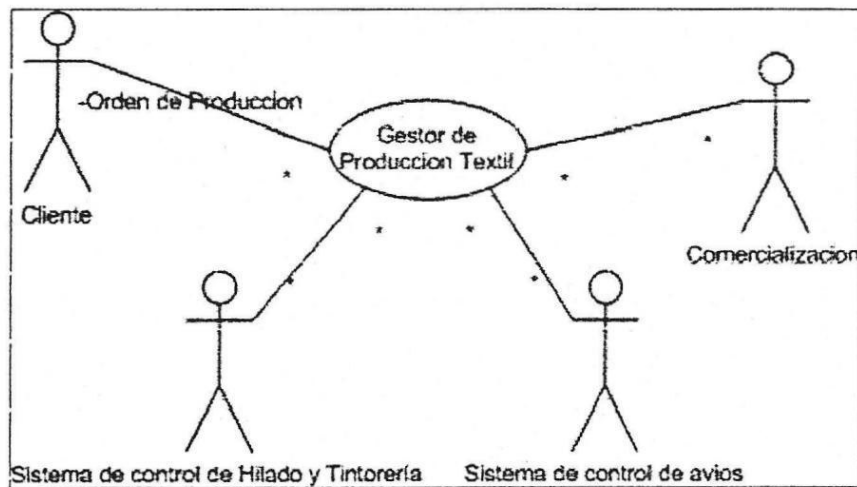 -Orden de Produccion
Gestor de
Produccion Textil
*
*
*
Cliente
*
*
Comercializacion
*
*
Sistema de control de Hilado y Tintorería
Sistema de control de avios